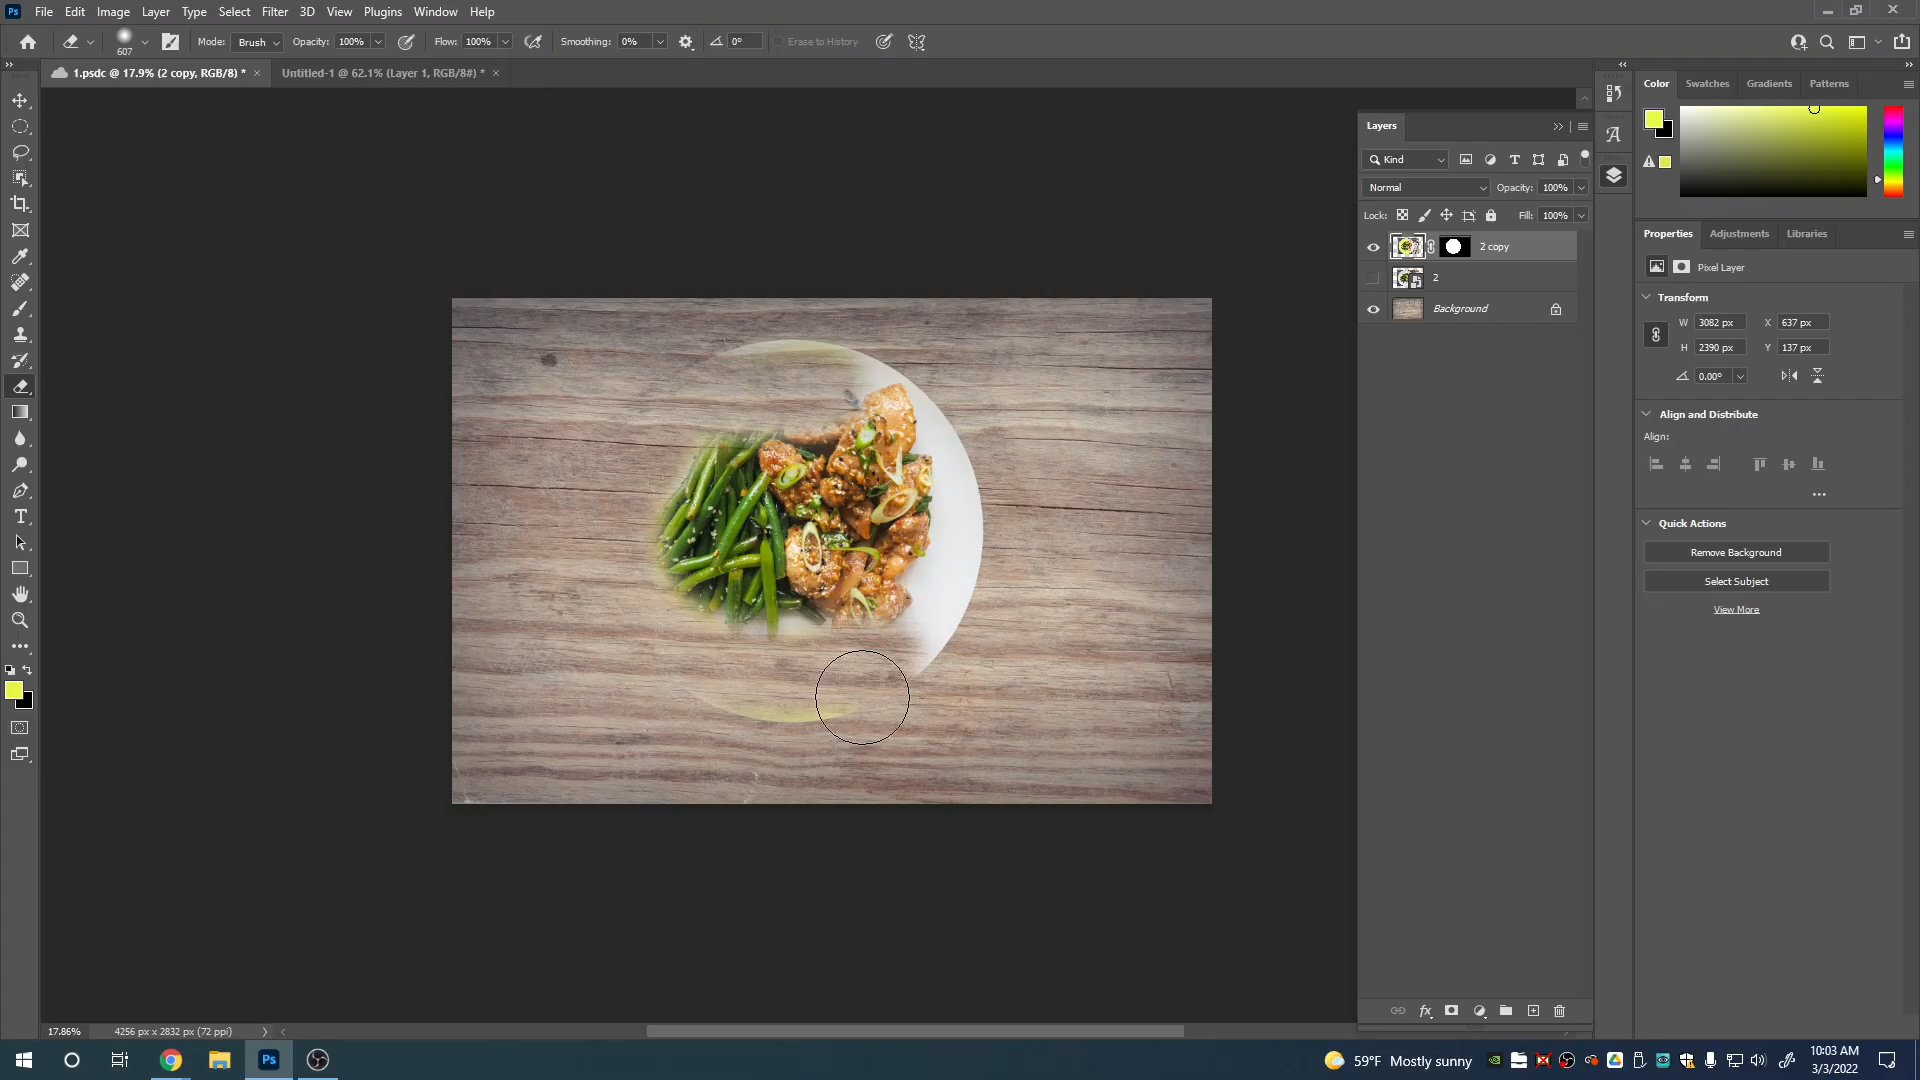 Ps File Edit Image Layer Type Select Filter 3D View Plugins Window Help
607 Mode: Brush Opacity: 100% Flow: 100% Smoothing: 0% 0° Erase to History
1.psdc @ 17.9% (2 copy, RGB/8) * Untitled-1 @ 62.1% (Layer 1, RGB/8#) *
Layers
Kind
Normal Opacity: 100%
Lock: Fill: 100%
2 copy
2
Background
fx
Color Swatches Gradients Patterns
Properties Adjustments Libraries
Pixel Layer
Transform
W 3082 px X 637 px
H 2390 px Y 137 px
0.00°
Align and Distribute
Align:
Quick Actions
Remove Background
Select Subject
View More
17.86% 4256 px x 2832 px (72 ppi)
Ps
59°F Mostly sunny
10:03 AM
3/3/2022